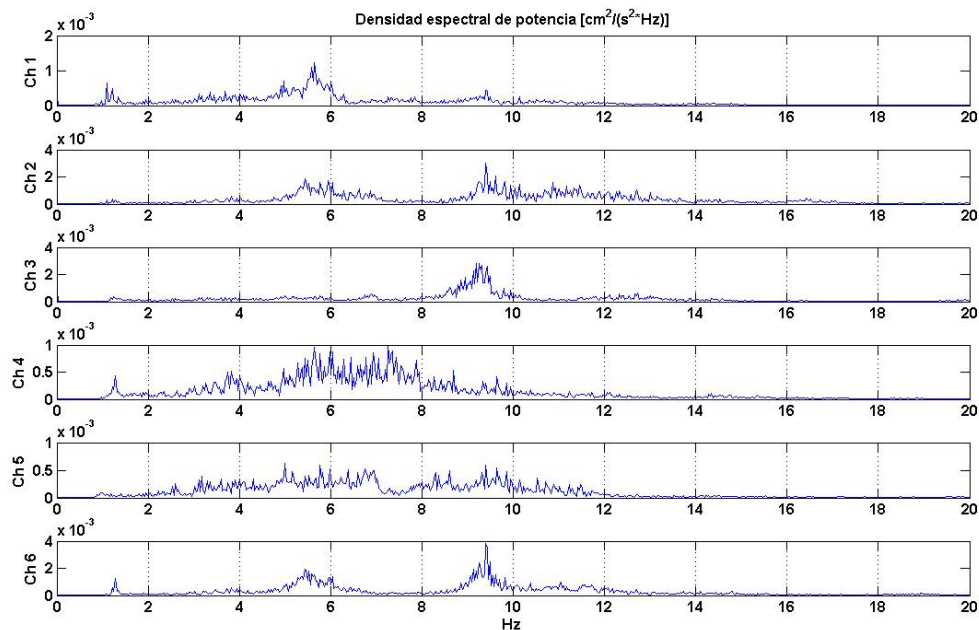 Densidad espectral de potencia [cm²/(s²*Hz)]
x 10⁻³
2
1
0
Ch 1
0 2 4 6 8 10 12 14 16 18 20
x 10⁻³
4
2
0
Ch 2
0 2 4 6 8 10 12 14 16 18 20
x 10⁻³
4
2
0
Ch 3
0 2 4 6 8 10 12 14 16 18 20
x 10⁻³
1
0.5
0
Ch 4
0 2 4 6 8 10 12 14 16 18 20
x 10⁻³
1
0.5
0
Ch 5
0 2 4 6 8 10 12 14 16 18 20
x 10⁻³
4
2
0
Ch 6
0 2 4 6 8 10 12 14 16 18 20
Hz